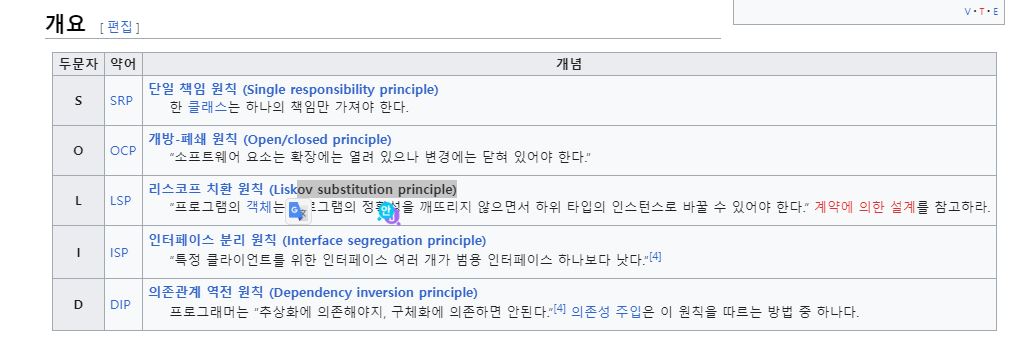 V • T • E
개요 [ 편집 ]
두문자 약어 개념
S SRP 단일 책임 원칙 (Single responsibility principle)
한 클래스는 하나의 책임만 가져야 한다.
O OCP 개방-폐쇄 원칙 (Open/closed principle)
“소프트웨어 요소는 확장에는 열려 있으나 변경에는 닫혀 있어야 한다.”
L LSP 리스코프 치환 원칙 (Liskov substitution principle)
“프로그램의 객체는 프로그램의 정확성을 깨뜨리지 않으면서 하위 타입의 인스턴스로 바꿀 수 있어야 한다.” 계약에 의한 설계를 참고하라.
I ISP 인터페이스 분리 원칙 (Interface segregation principle)
“특정 클라이언트를 위한 인터페이스 여러 개가 범용 인터페이스 하나보다 낫다.”[4]
D DIP 의존관계 역전 원칙 (Dependency inversion principle)
프로그래머는 “추상화에 의존해야지, 구체화에 의존하면 안된다.”[4] 의존성 주입은 이 원칙을 따르는 방법 중 하나다.